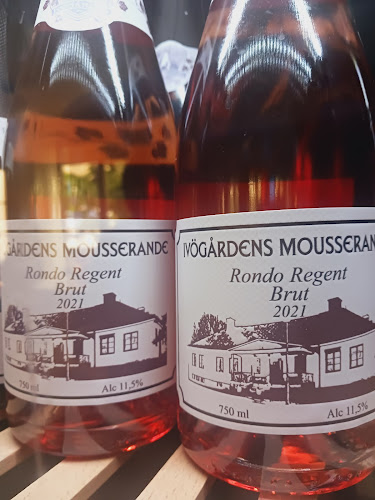 GÅRDENS MOUSSERANDE
Rondo Regent
Brut
2021
750 ml Alc 11,5%
IVÖGÅRDENS MOUSSERAN
Rondo Regent
Brut
2021
750 ml Alc 11,5%